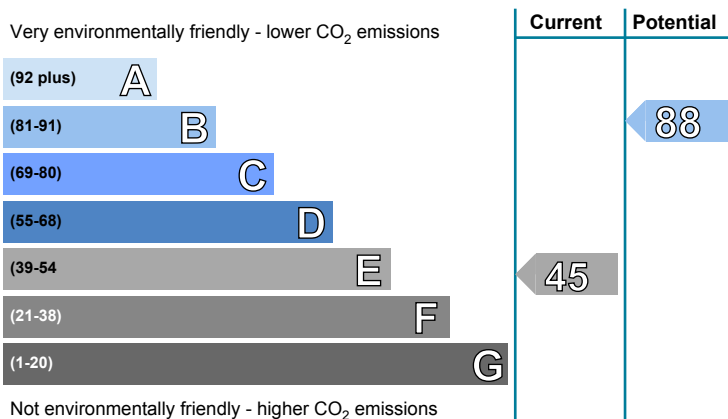 Current Potential
Very environmentally friendly - lower CO2 emissions
(92 plus) A
(81-91) B 88
(69-80) C
(55-68) D
(39-54 E 45
(21-38) F
(1-20) G
Not environmentally friendly - higher CO2 emissions